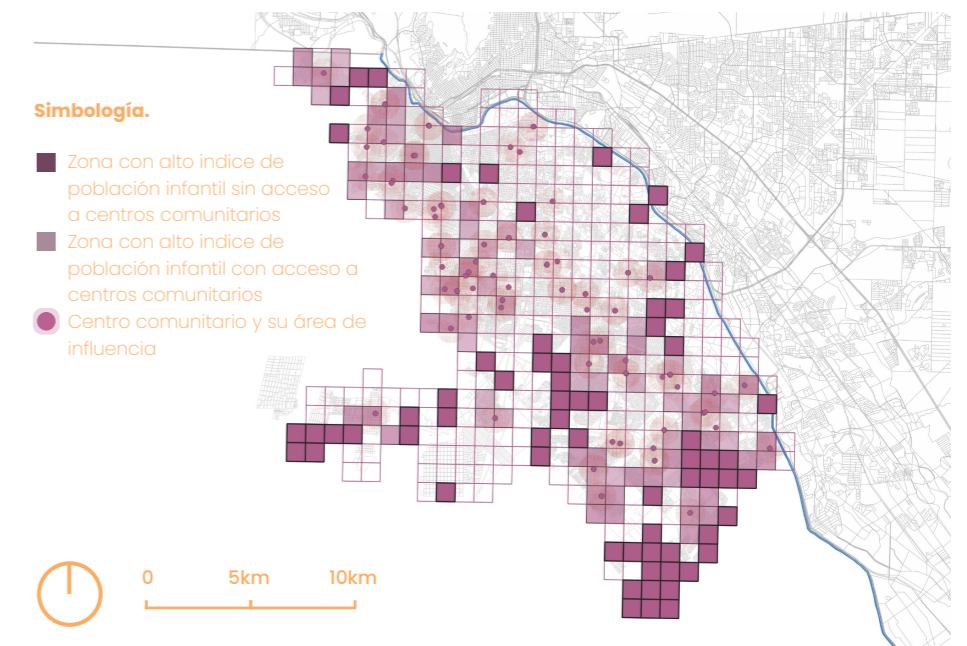 Simbología.
Zona con alto indice de
población infantil sin acceso
a centros comunitarios
Zona con alto indice de
población infantil con acceso a
centros comunitarios
Centro comunitario y su área de
influencia
0 5km 10km